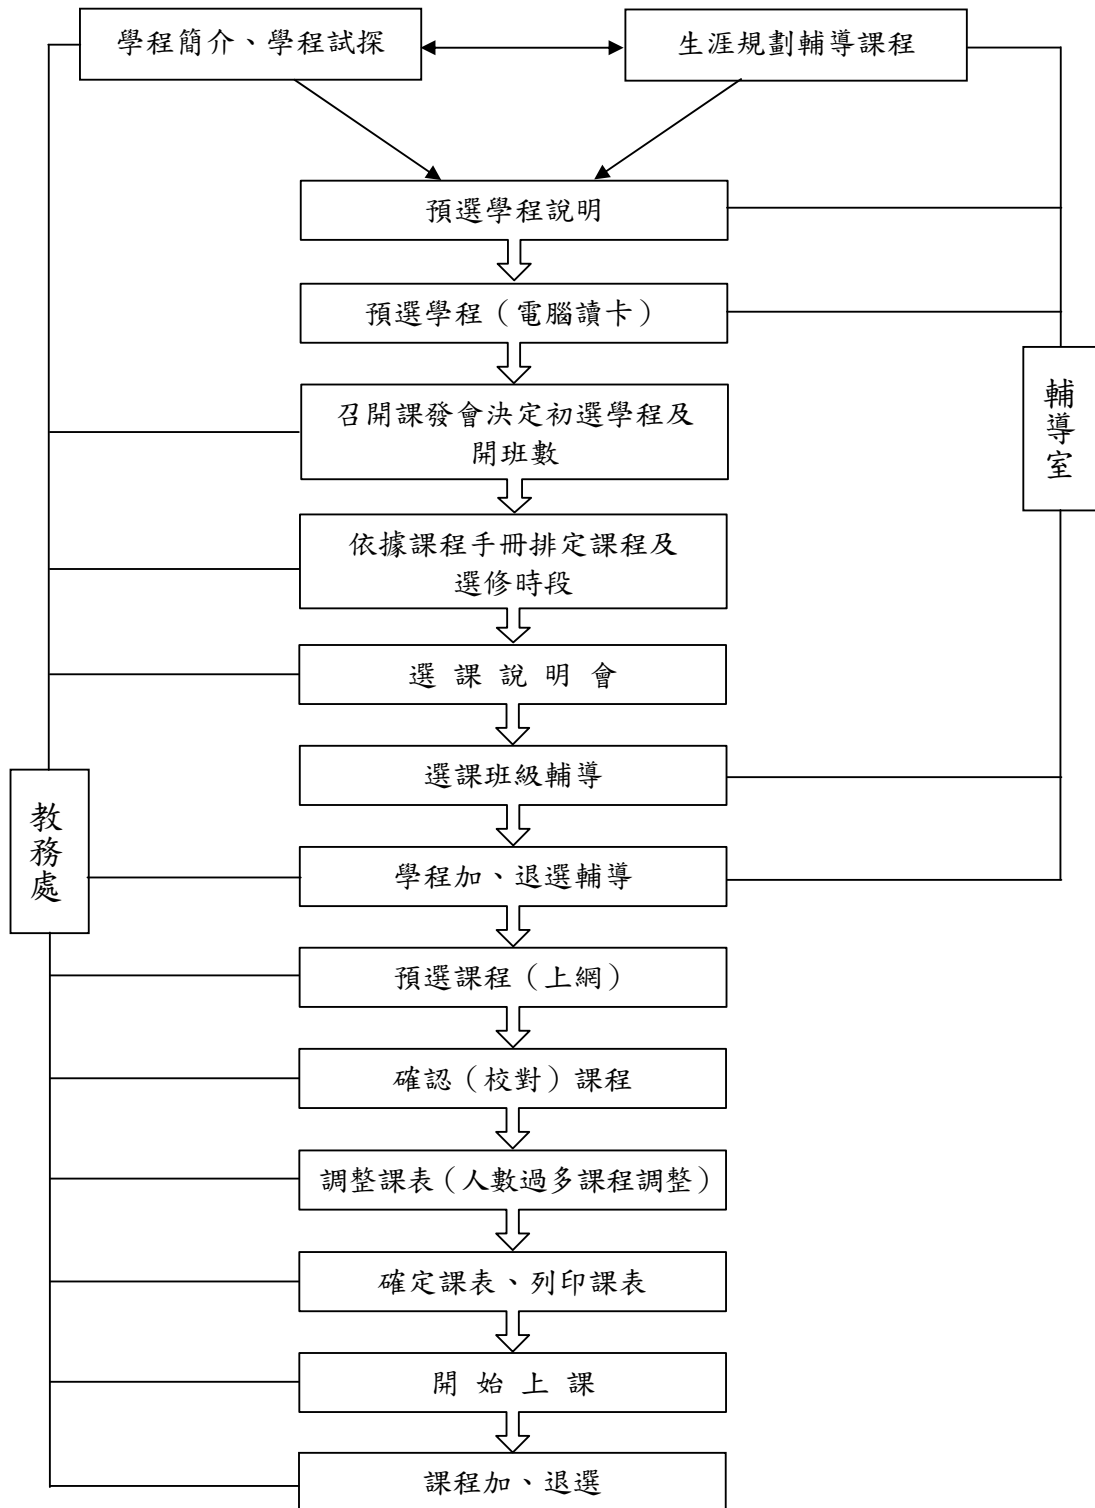 學程簡介、學程試探
生涯規劃輔導課程
預選學程說明
預選學程（電腦讀卡）
輔導室
召開課發會決定初選學程及
開班數
依據課程手冊排定課程及
選修時段
選課說明會
選課班級輔導
教務處
學程加、退選輔導
預選課程（上網）
確認（校對）課程
調整課表（人數過多課程調整）
確定課表、列印課表
開始上課
課程加、退選